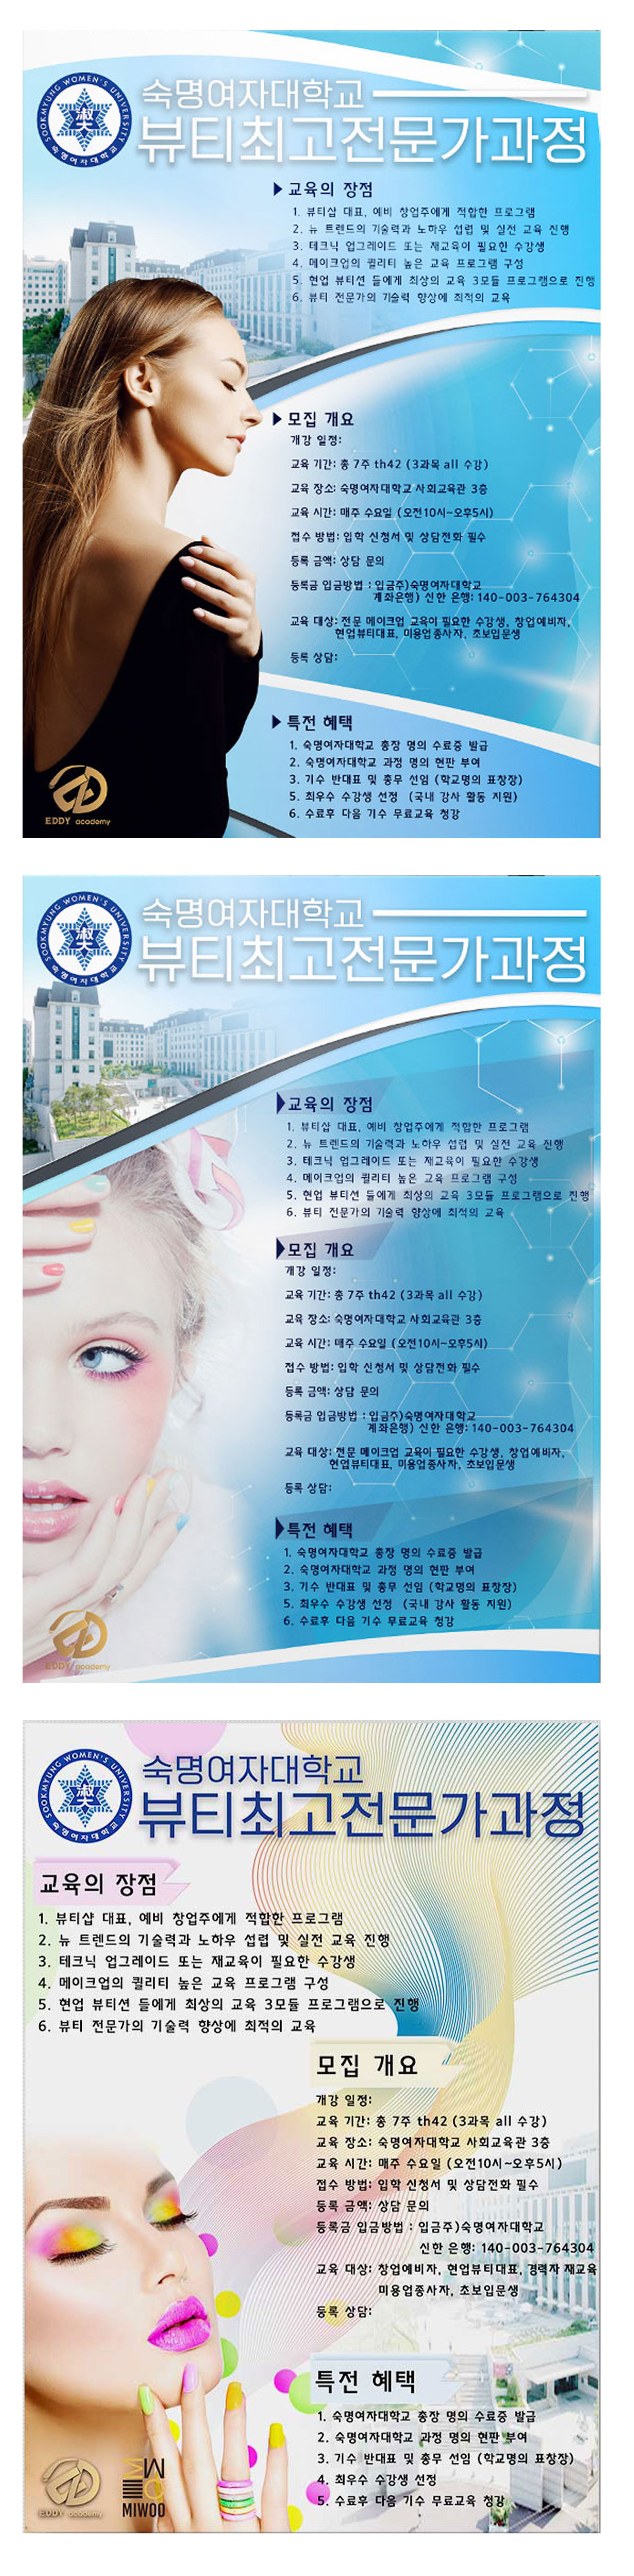 SOOKMYUNG WOMEN'S UNIVERSITY
숙명여자대학교
숙명여자대학교
뷰티최고전문가과정
교육의 장점
1. 뷰티샵 대표, 예비 창업주에게 적합한 프로그램
2. 뉴 트렌드의 기술력과 노하우 섭렵 및 실전 교육 진행
3. 테크닉 업그레이드 또는 재교육이 필요한 수강생
4. 메이크업의 퀄리티 높은 교육 프로그램 구성
5. 현업 뷰티션 들에게 최상의 교육 3모듈 프로그램으로 진행
6. 뷰티 전문가의 기술력 향상에 최적의 교육
모집 개요
개강 일정:
교육 기간: 총 7주 th42 (3과목 all 수강)
교육 장소: 숙명여자대학교 사회교육관 3층
교육 시간: 매주 수요일 (오전10시~오후5시)
접수 방법: 입학 신청서 및 상담전화 필수
등록 금액: 상담 문의
등록금 입금방법 : 입금주)숙명여자대학교
계좌은행) 신한 은행: 140-003-764304
교육 대상: 전문 메이크업 교육이 필요한 수강생, 창업예비자,
현업뷰티대표, 미용업종사자, 초보입문생
등록 상담:
특전 혜택
1. 숙명여자대학교 총장 명의 수료증 발급
2. 숙명여자대학교 과정 명의 현판 부여
3. 기수 반대표 및 총무 선임 (학교명의 표창장)
5. 최우수 수강생 선정 (국내 강사 활동 지원)
6. 수료후 다음 기수 무료교육 청강
EDDY academy
SOOKMYUNG WOMEN'S UNIVERSITY
숙명여자대학교
숙명여자대학교
뷰티최고전문가과정
교육의 장점
1. 뷰티샵 대표, 예비 창업주에게 적합한 프로그램
2. 뉴 트렌드의 기술력과 노하우 섭렵 및 실전 교육 진행
3. 테크닉 업그레이드 또는 재교육이 필요한 수강생
4. 메이크업의 퀄리티 높은 교육 프로그램 구성
5. 현업 뷰티션 들에게 최상의 교육 3모듈 프로그램으로 진행
6. 뷰티 전문가의 기술력 향상에 최적의 교육
모집 개요
개강 일정:
교육 기간: 총 7주 th42 (3과목 all 수강)
교육 장소: 숙명여자대학교 사회교육관 3층
교육 시간: 매주 수요일 (오전10시~오후5시)
접수 방법: 입학 신청서 및 상담전화 필수
등록 금액: 상담 문의
등록금 입금방법 : 입금주)숙명여자대학교
계좌은행) 신한 은행: 140-003-764304
교육 대상: 전문 메이크업 교육이 필요한 수강생, 창업예비자,
현업뷰티대표, 미용업종사자, 초보입문생
등록 상담:
특전 혜택
1. 숙명여자대학교 총장 명의 수료증 발급
2. 숙명여자대학교 과정 명의 현판 부여
3. 기수 반대표 및 총무 선임 (학교명의 표창장)
5. 최우수 수강생 선정 (국내 강사 활동 지원)
6. 수료후 다음 기수 무료교육 청강
EDDY academy
SOOKMYUNG WOMEN'S UNIVERSITY
숙명여자대학교
숙명여자대학교
뷰티최고전문가과정
교육의 장점
1. 뷰티샵 대표, 예비 창업주에게 적합한 프로그램
2. 뉴 트렌드의 기술력과 노하우 섭렵 및 실전 교육 진행
3. 테크닉 업그레이드 또는 재교육이 필요한 수강생
4. 메이크업의 퀄리티 높은 교육 프로그램 구성
5. 현업 뷰티션 들에게 최상의 교육 3모듈 프로그램으로 진행
6. 뷰티 전문가의 기술력 향상에 최적의 교육
모집 개요
개강 일정:
교육 기간: 총 7주 th42 (3과목 all 수강)
교육 장소: 숙명여자대학교 사회교육관 3층
교육 시간: 매주 수요일 (오전10시~오후5시)
접수 방법: 입학 신청서 및 상담전화 필수
등록 금액: 상담 문의
등록금 입금방법 : 입금주)숙명여자대학교
신한 은행: 140-003-764304
교육 대상: 창업예비자, 현업뷰티대표, 경력자 재교육
미용업종사자, 초보입문생
등록 상담:
특전 혜택
1. 숙명여자대학교 총장 명의 수료증 발급
2. 숙명여자대학교 과정 명의 현판 부여
3. 기수 반대표 및 총무 선임 (학교명의 표창장)
4. 최우수 수강생 선정
5. 수료후 다음 기수 무료교육 청강
EDDY academy
MIWOO